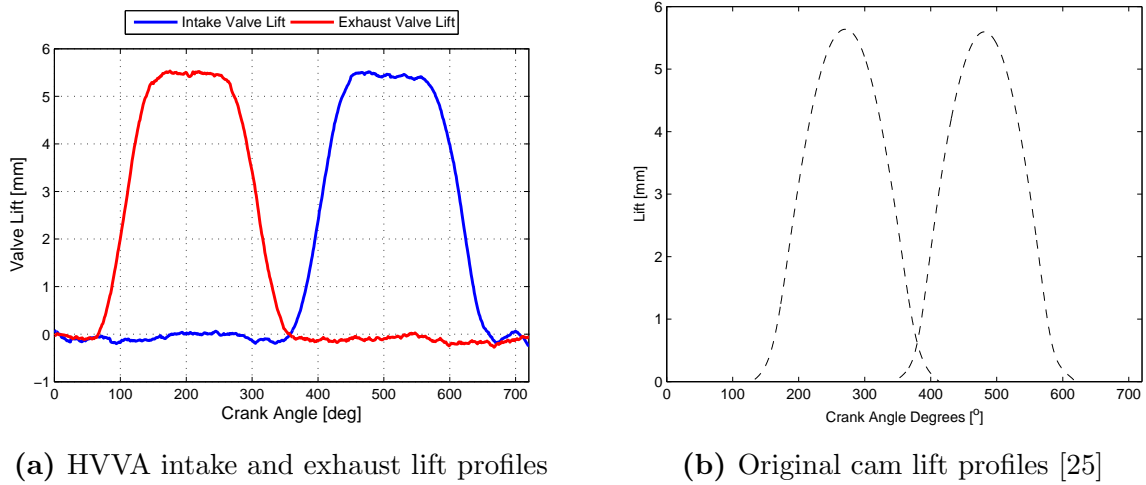 Intake Valve Lift Exhaust Valve Lift
6
5
4
3
2
1
0
−1
Valve Lift [mm]
0 100 200 300 400 500 600 700
Crank Angle [deg]
6
5
4
3
2
1
0
Lift [mm]
0 100 200 300 400 500 600 700
Crank Angle Degrees [°]
(a) HVVA intake and exhaust lift profiles
(b) Original cam lift profiles [25]